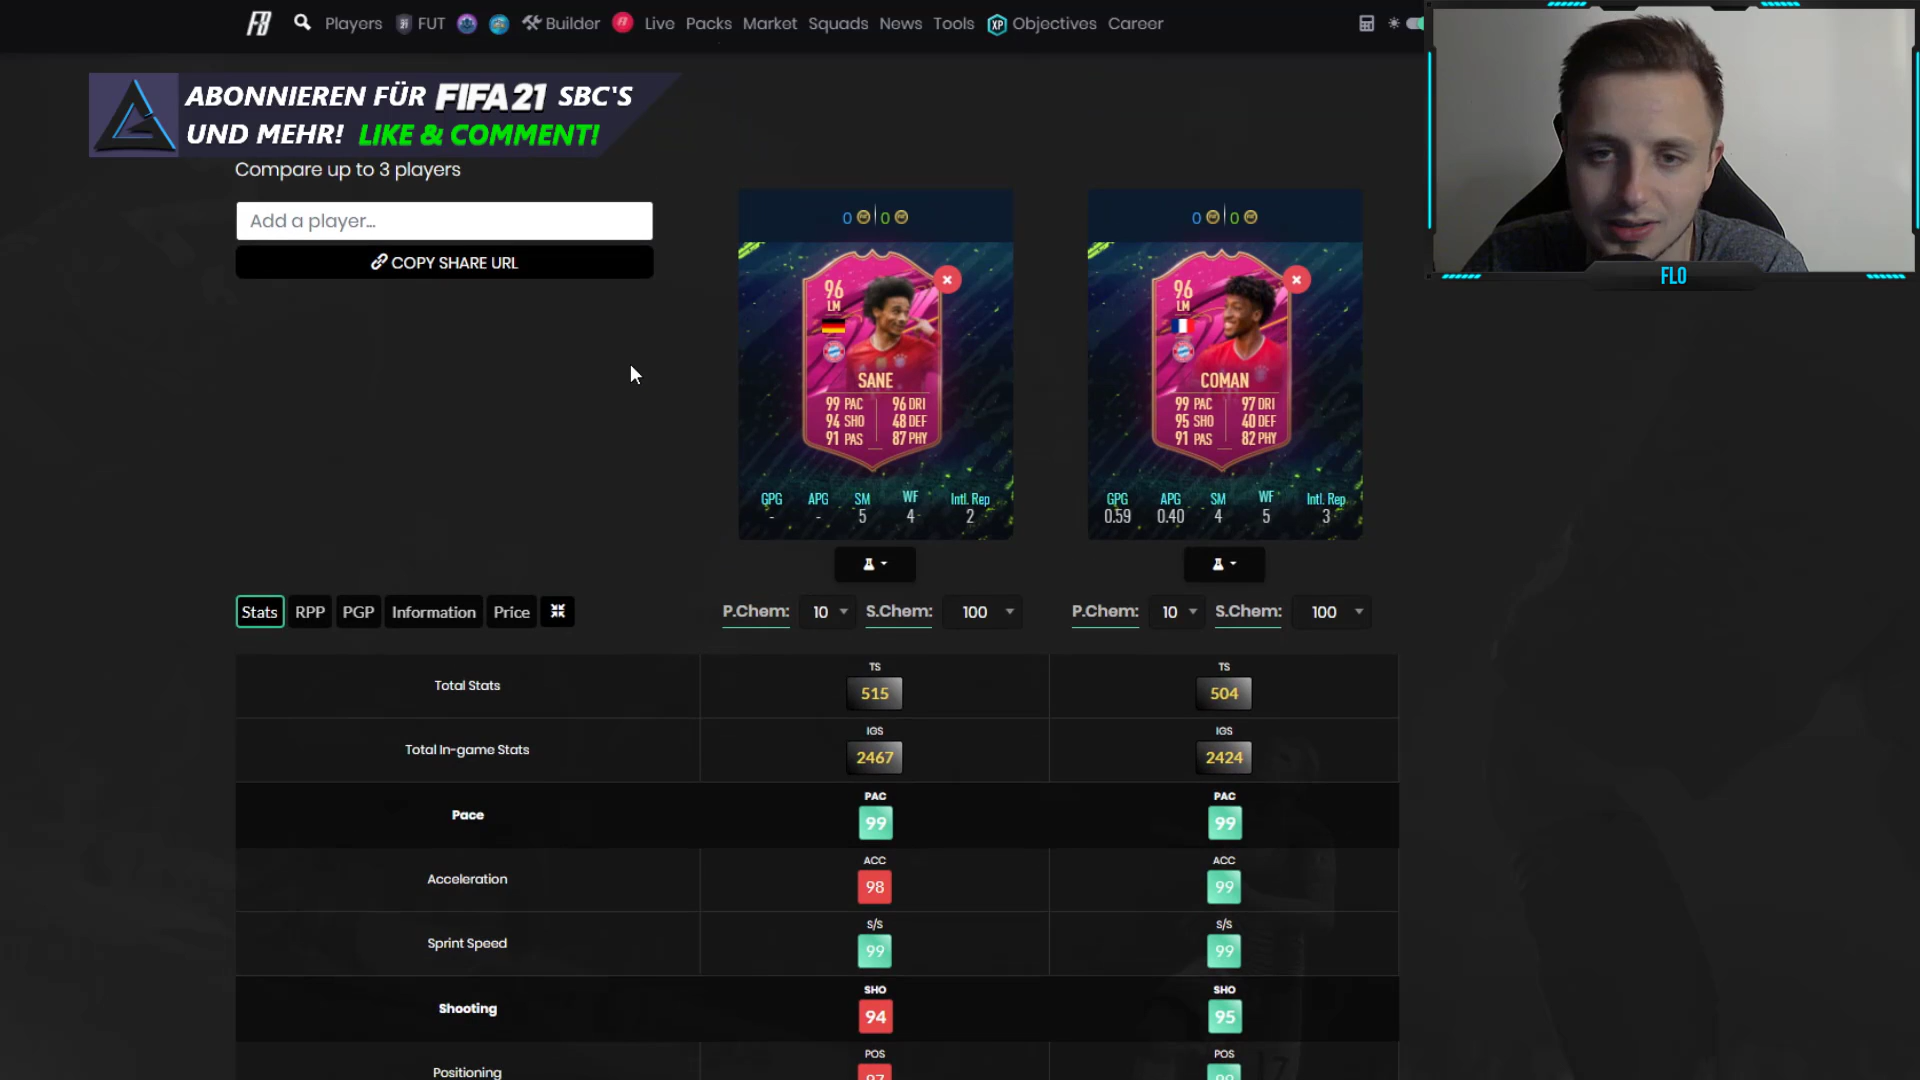 Players FUT Builder Live Packs Market Squads News Tools XP Objectives Career
ABONNIEREN FÜR FIFA 21 SBC'S
UND MEHR! LIKE & COMMENT!
Compare up to 3 players
Add a player...
COPY SHARE URL
FLO
0 0
96
LM
SANE
99 PAC 96 DRI
94 SHO 48 DEF
91 PAS 87 PHY
GPG APG SM WF Intl. Rep
- - 5 4 2
0 0
96
LM
COMAN
99 PAC 97 DRI
95 SHO 40 DEF
91 PAS 82 PHY
GPG APG SM WF Intl. Rep
0.59 0.40 4 5 3
Stats RPP PGP Information Price
P.Chem: 10 S.Chem: 100
P.Chem: 10 S.Chem: 100
TS TS
Total Stats 515 504
IGS IGS
Total In-game Stats 2467 2424
PAC PAC
Pace 99 99
ACC ACC
Acceleration 98 99
S/S S/S
Sprint Speed 99 99
SHO SHO
Shooting 94 95
POS POS
Positioning